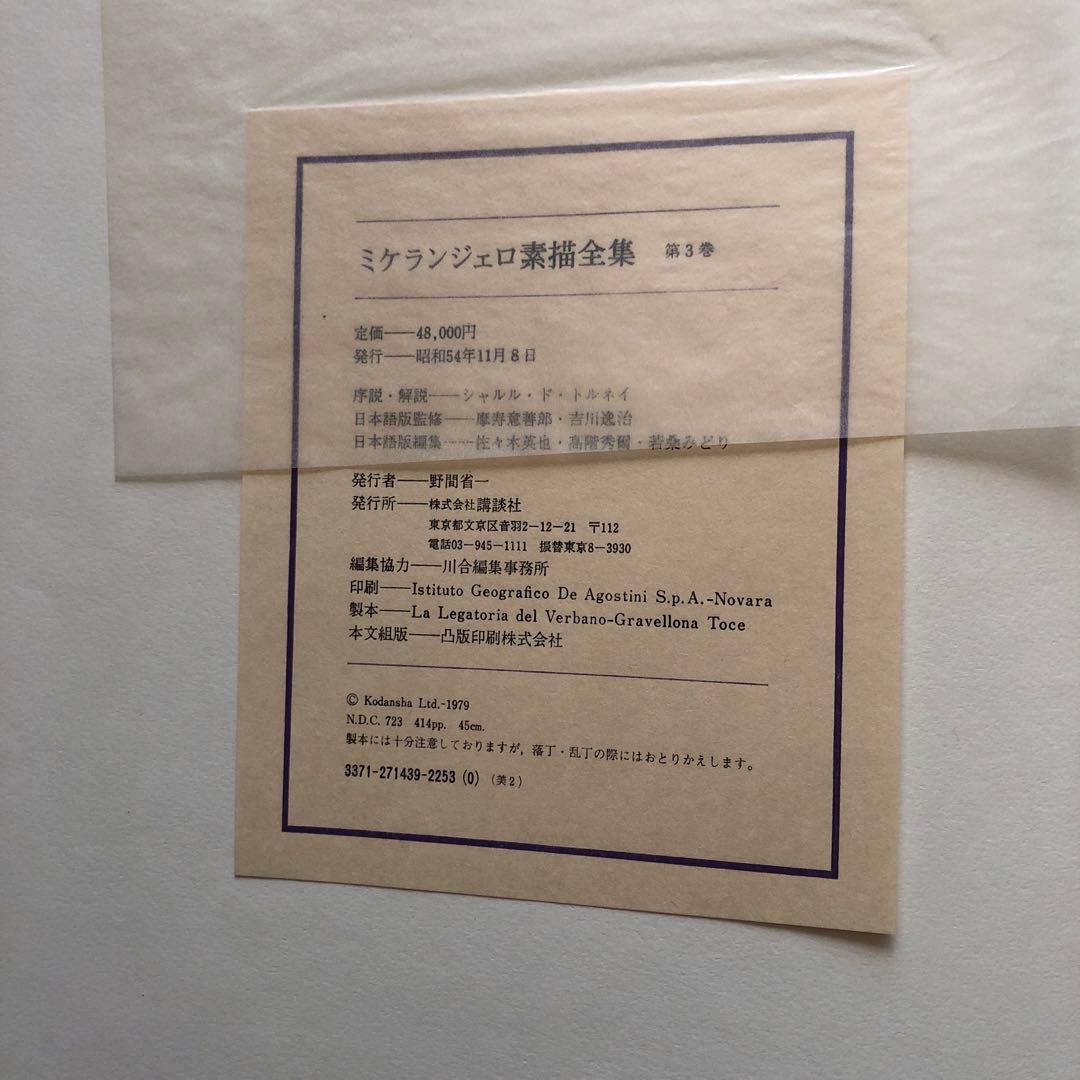 ミケランジェロ素描全集 第3巻
定価――48,000円
発行――昭和54年11月8日
序説・解説――シャルル・ド・トルネイ
日本語版監修――摩寿意善郎・吉川逸治
日本語版編集――佐々木英也・高階秀爾・若桑みどり
発行者――野間省一
発行所――株式会社講談社
東京都文京区音羽2-12-21 〒112
電話03-945-1111 振替東京8-3930
編集協力――川合編集事務所
印刷――Istituto Geografico De Agostini S.p.A.-Novara
製本――La Legatoria del Verbano-Gravellona Toce
本文組版――凸版印刷株式会社
© Kodansha Ltd.-1979
N.D.C. 723 414pp. 45cm.
製本には十分注意しておりますが，落丁・乱丁の際にはおとりかえします。
3371-271439-2253 (0) (美2)